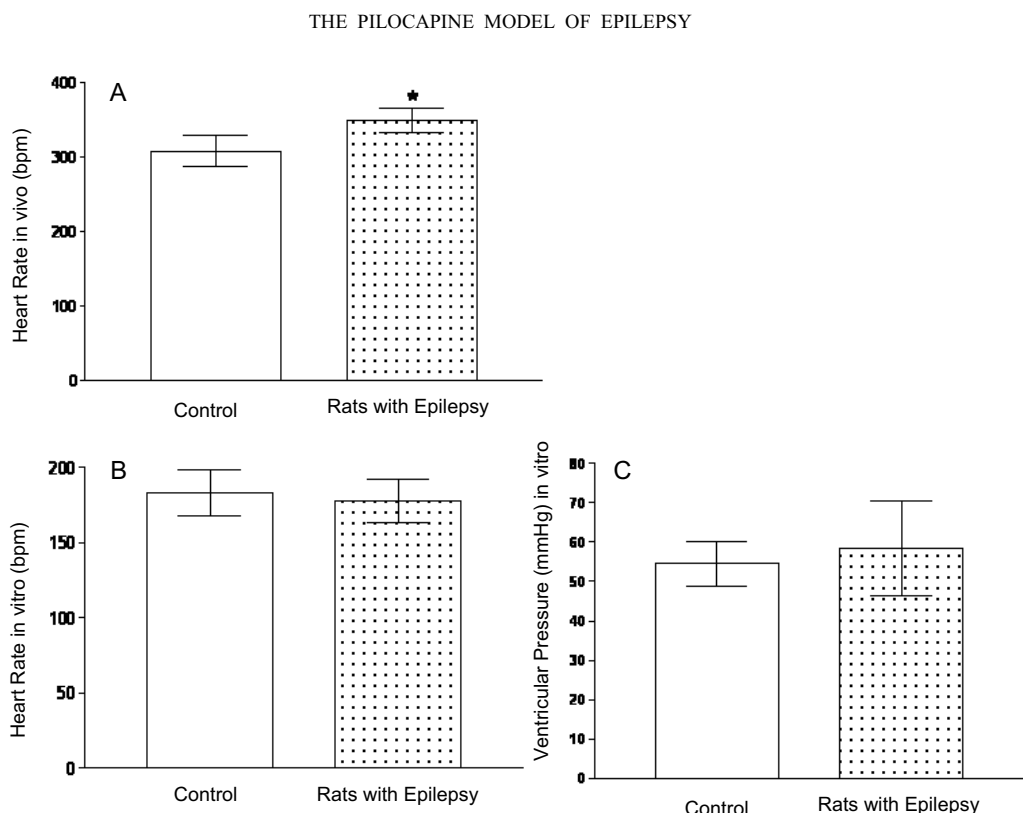 THE PILOCAPINE MODEL OF EPILEPSY
A
*
Heart Rate in vivo (bpm)
400
300
200
100
0
Control
Rats with Epilepsy
B
Heart Rate in vitro (bpm)
200
150
100
50
0
Control
Rats with Epilepsy
C
Ventricular Pressure (mmHg) in vitro
80
70
60
50
40
30
20
10
0
Control
Rats with Epilepsy